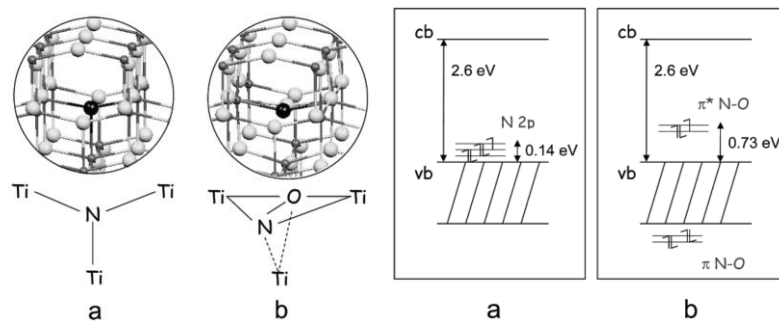 Ti
Ti
N
Ti
a
Ti
O
Ti
N
Ti
b
cb
2.6 eV
N 2p
0.14 eV
vb
a
cb
2.6 eV
π* N-O
0.73 eV
vb
π N-O
b